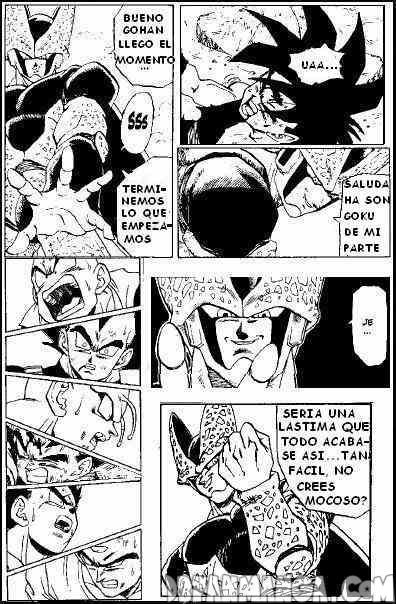 BUENO
GOHAN
LLEGO EL
MOMENTO
...
SSS
TERMI-
NEMOS
LO QUE
EMPEZA-
MOS
UAA...
SALUDA
HA SON
GOKU
DE MI
PARTE
JE
...
SERIA UNA
LASTIMA QUE
TODO ACABA-
SE ASI...TAN
FACIL, NO
CREES
MOCOSO?